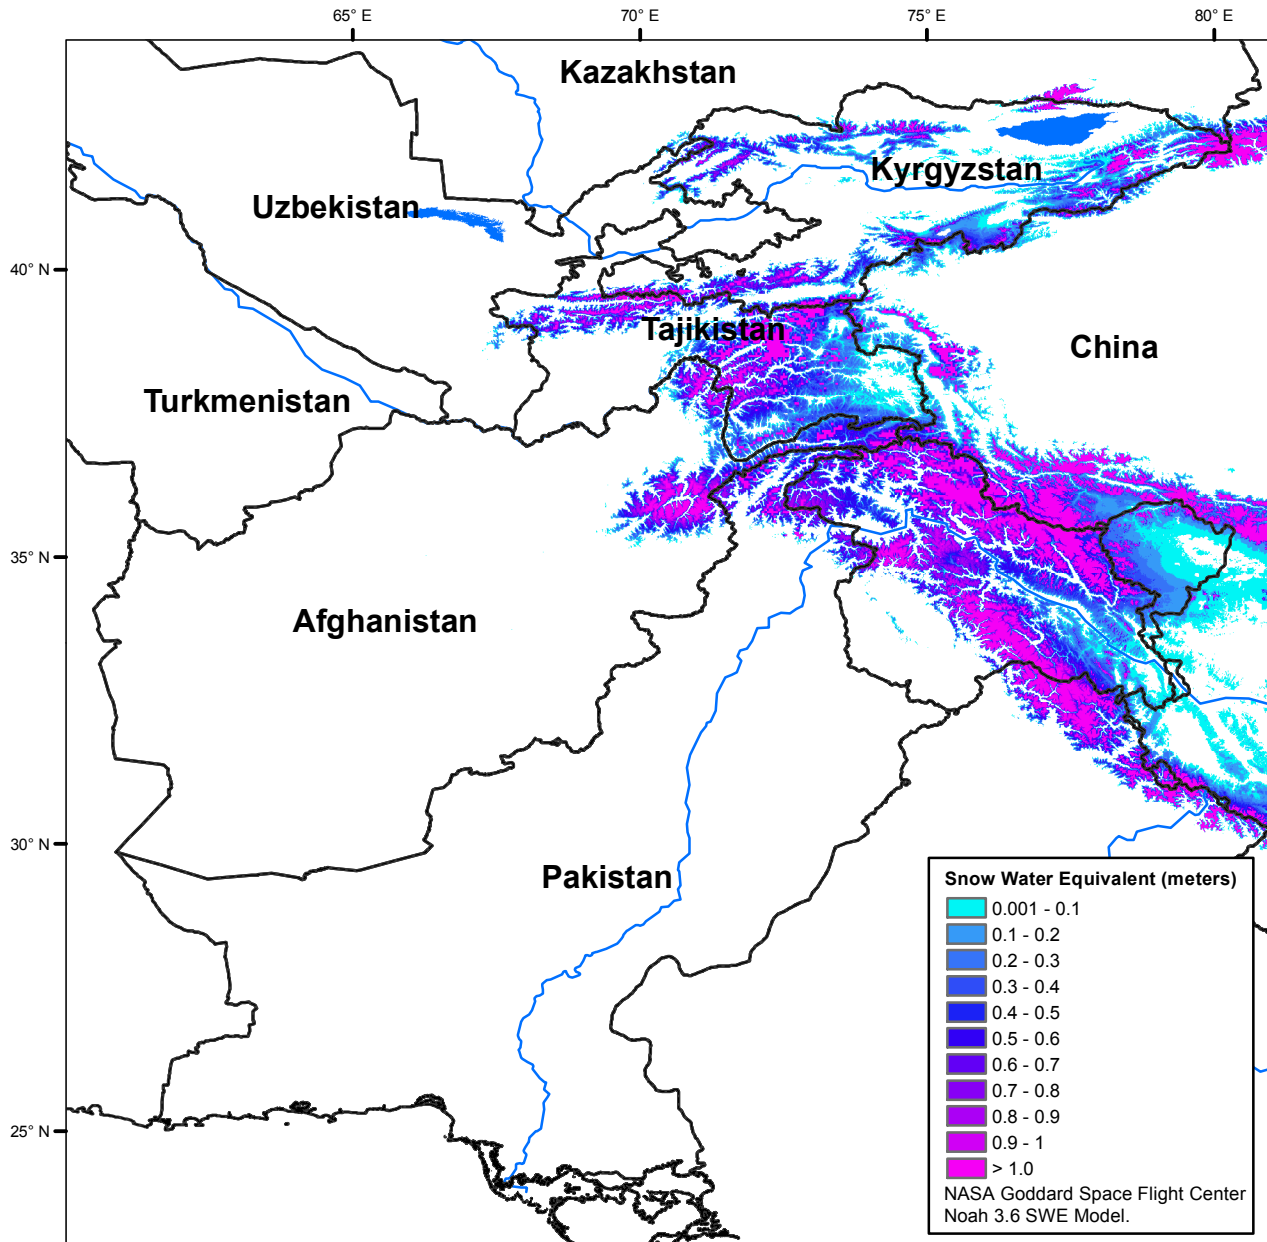 65° E
70° E
75° E
80° E
Kazakhstan
Kyrgyzstan
Uzbekistan
40° N
Tajikistan
China
Turkmenistan
35° N
Afghanistan
30° N
Pakistan
25° N
Snow Water Equivalent (meters)
0.001 - 0.1
0.1 - 0.2
0.2 - 0.3
0.3 - 0.4
0.4 - 0.5
0.5 - 0.6
0.6 - 0.7
0.7 - 0.8
0.8 - 0.9
0.9 - 1
> 1.0
NASA Goddard Space Flight Center
Noah 3.6 SWE Model.